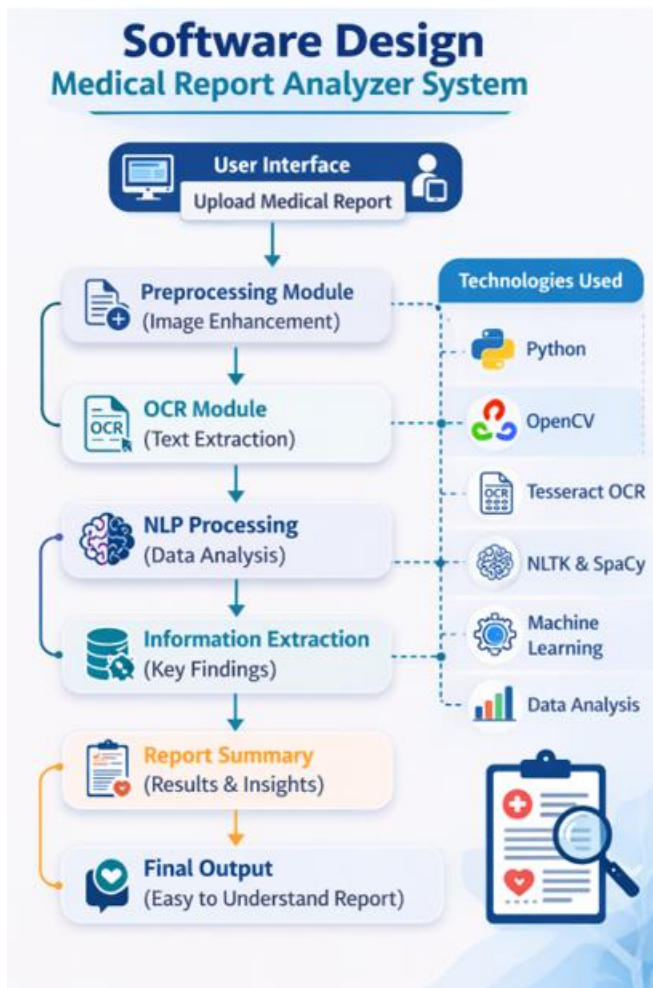 Software Design
Medical Report Analyzer System
User Interface
Upload Medical Report
Preprocessing Module
(Image Enhancement)
OCR
OCR Module
(Text Extraction)
NLP Processing
(Data Analysis)
Information Extraction
(Key Findings)
Report Summary
(Results & Insights)
Final Output
(Easy to Understand Report)
Technologies Used
Python
OpenCV
OCR
Tesseract OCR
NLTK & SpaCy
Machine
Learning
Data Analysis